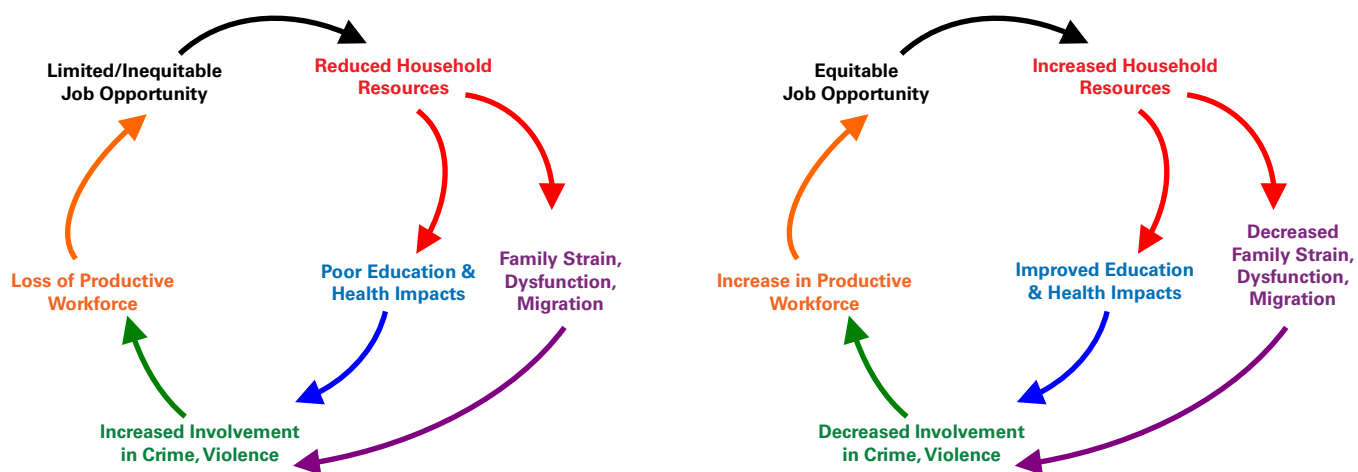 Limited/Inequitable
Job Opportunity
Reduced Household
Resources
Poor Education &
Health Impacts
Family Strain,
Dysfunction,
Migration
Loss of Productive
Workforce
Increased Involvement
in Crime, Violence
Equitable
Job Opportunity
Increased Household
Resources
Improved Education
& Health Impacts
Decreased
Family Strain,
Dysfunction,
Migration
Increase in Productive
Workforce
Decreased Involvement
in Crime, Violence